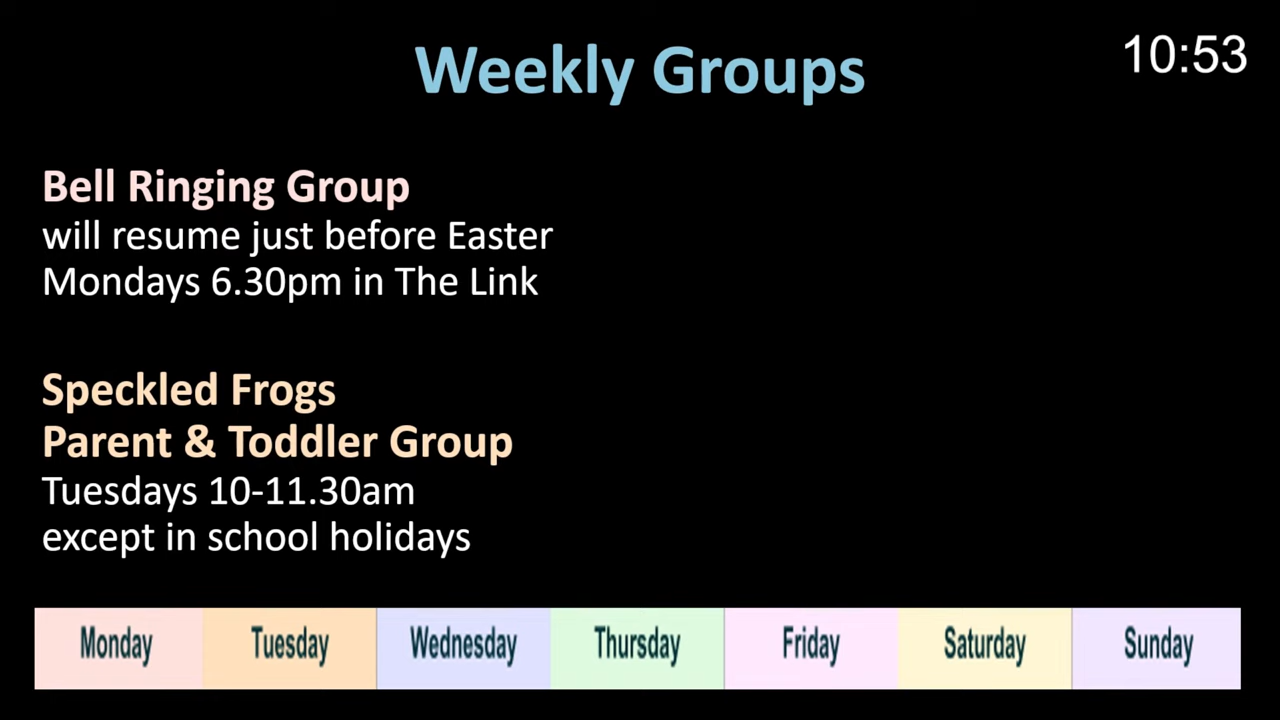 Weekly Groups
10:53
Bell Ringing Group
will resume just before Easter
Mondays 6.30pm in The Link
Speckled Frogs
Parent & Toddler Group
Tuesdays 10-11.30am
except in school holidays
Monday Tuesday Wednesday Thursday Friday Saturday Sunday